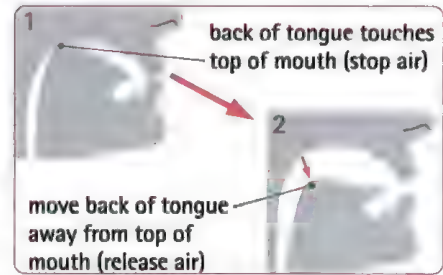 1
back of tongue touches
top of mouth (stop air)
2
move back of tongue
away from top of
mouth (release air)